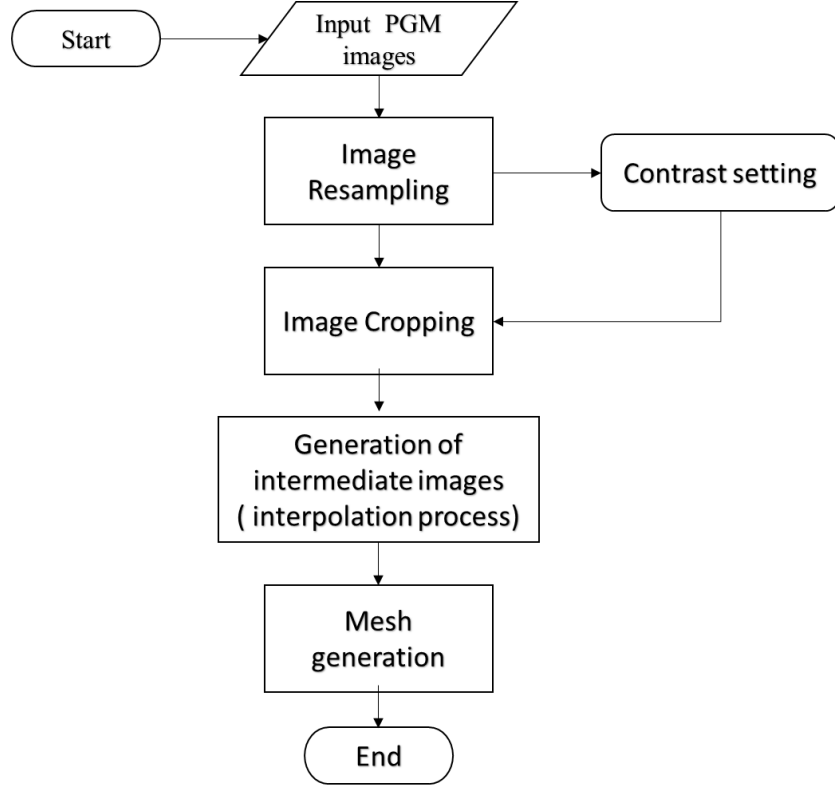 Start
Input PGM
images
Image
Resampling
Contrast setting
Image Cropping
Generation of
intermediate images
( interpolation process)
Mesh
generation
End